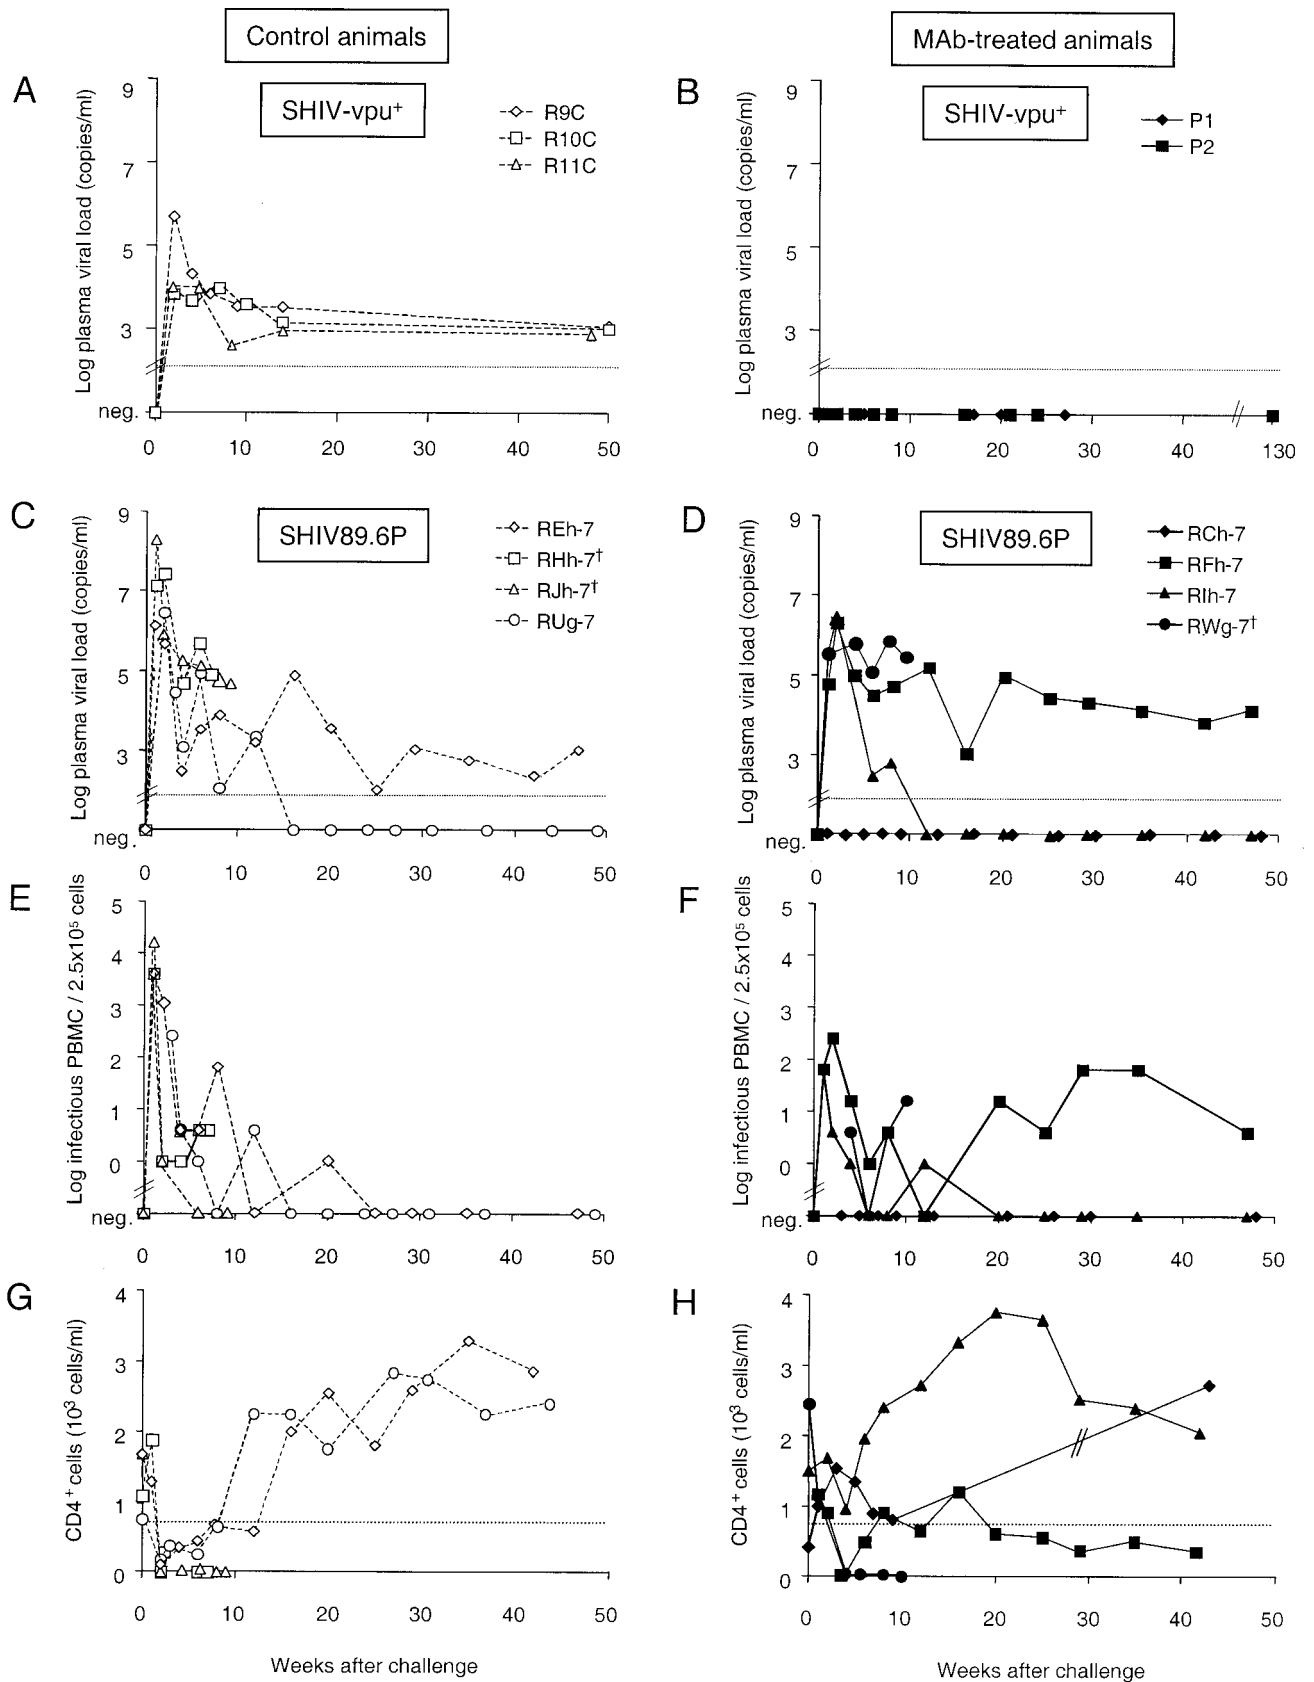 Control animals
MAb-treated animals
A
SHIV-vpu⁺
R9C
R10C
R11C
Log plasma viral load (copies/ml)
9
7
5
3
neg.
0 10 20 30 40 50
B
SHIV-vpu⁺
P1
P2
Log plasma viral load (copies/ml)
9
7
5
3
neg.
0 10 20 30 40 130
C
SHIV89.6P
REh-7
RHh-7†
RJh-7†
RUg-7
Log plasma viral load (copies/ml)
9
7
5
3
neg.
0 10 20 30 40 50
D
SHIV89.6P
RCh-7
RFh-7
RIh-7
RWg-7†
Log plasma viral load (copies/ml)
9
7
5
3
neg.
0 10 20 30 40 50
E
Log infectious PBMC / 2.5x10⁵ cells
5
4
3
2
1
0
neg.
0 10 20 30 40 50
F
Log infectious PBMC / 2.5x10⁵ cells
5
4
3
2
1
0
neg.
0 10 20 30 40 50
G
CD4⁺ cells (10³ cells/ml)
4
3
2
1
0
0 10 20 30 40 50
Weeks after challenge
H
CD4⁺ cells (10³ cells/ml)
4
3
2
1
0
0 10 20 30 40 50
Weeks after challenge